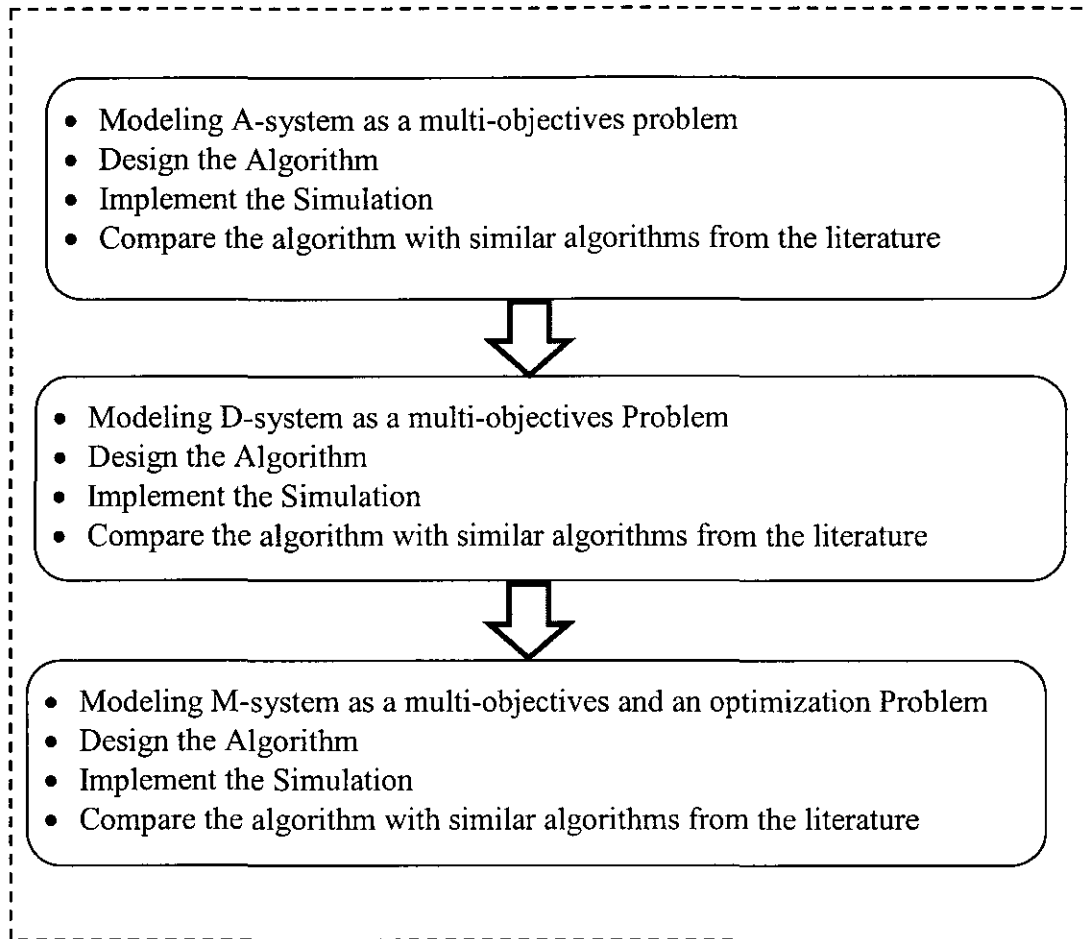 • Modeling A-system as a multi-objectives problem
• Design the Algorithm
• Implement the Simulation
• Compare the algorithm with similar algorithms from the literature
• Modeling D-system as a multi-objectives Problem
• Design the Algorithm
• Implement the Simulation
• Compare the algorithm with similar algorithms from the literature
• Modeling M-system as a multi-objectives and an optimization Problem
• Design the Algorithm
• Implement the Simulation
• Compare the algorithm with similar algorithms from the literature